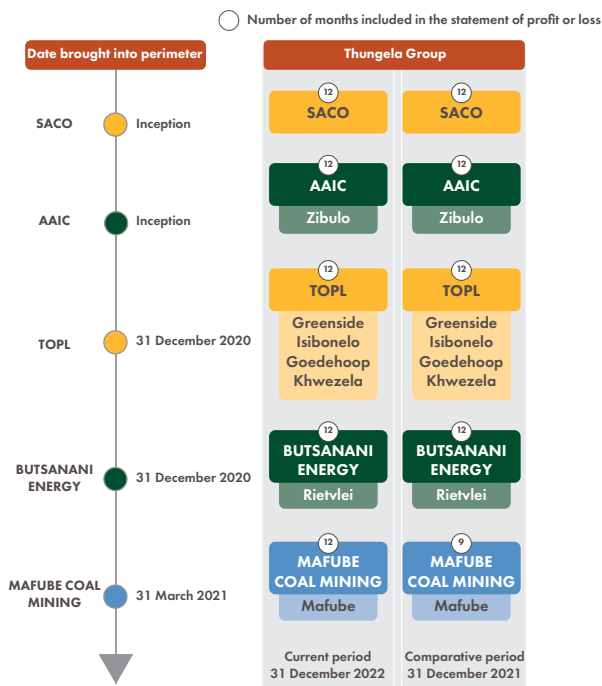 Number of months included in the statement of profit or loss
Date brought into perimeter
Thungela Group
SACO
Inception
12
SACO
12
SACO
AAIC
Inception
12
AAIC
Zibulo
12
AAIC
Zibulo
TOPL
31 December 2020
12
TOPL
Greenside
Isibonelo
Goedehoop
Khwezela
12
TOPL
Greenside
Isibonelo
Goedehoop
Khwezela
BUTSANANI
ENERGY
31 December 2020
12
BUTSANANI
ENERGY
Rietvlei
12
BUTSANANI
ENERGY
Rietvlei
MAFUBE COAL
MINING
31 March 2021
12
MAFUBE
COAL MINING
Mafube
9
MAFUBE
COAL MINING
Mafube
Current period
31 December 2022
Comparative period
31 December 2021